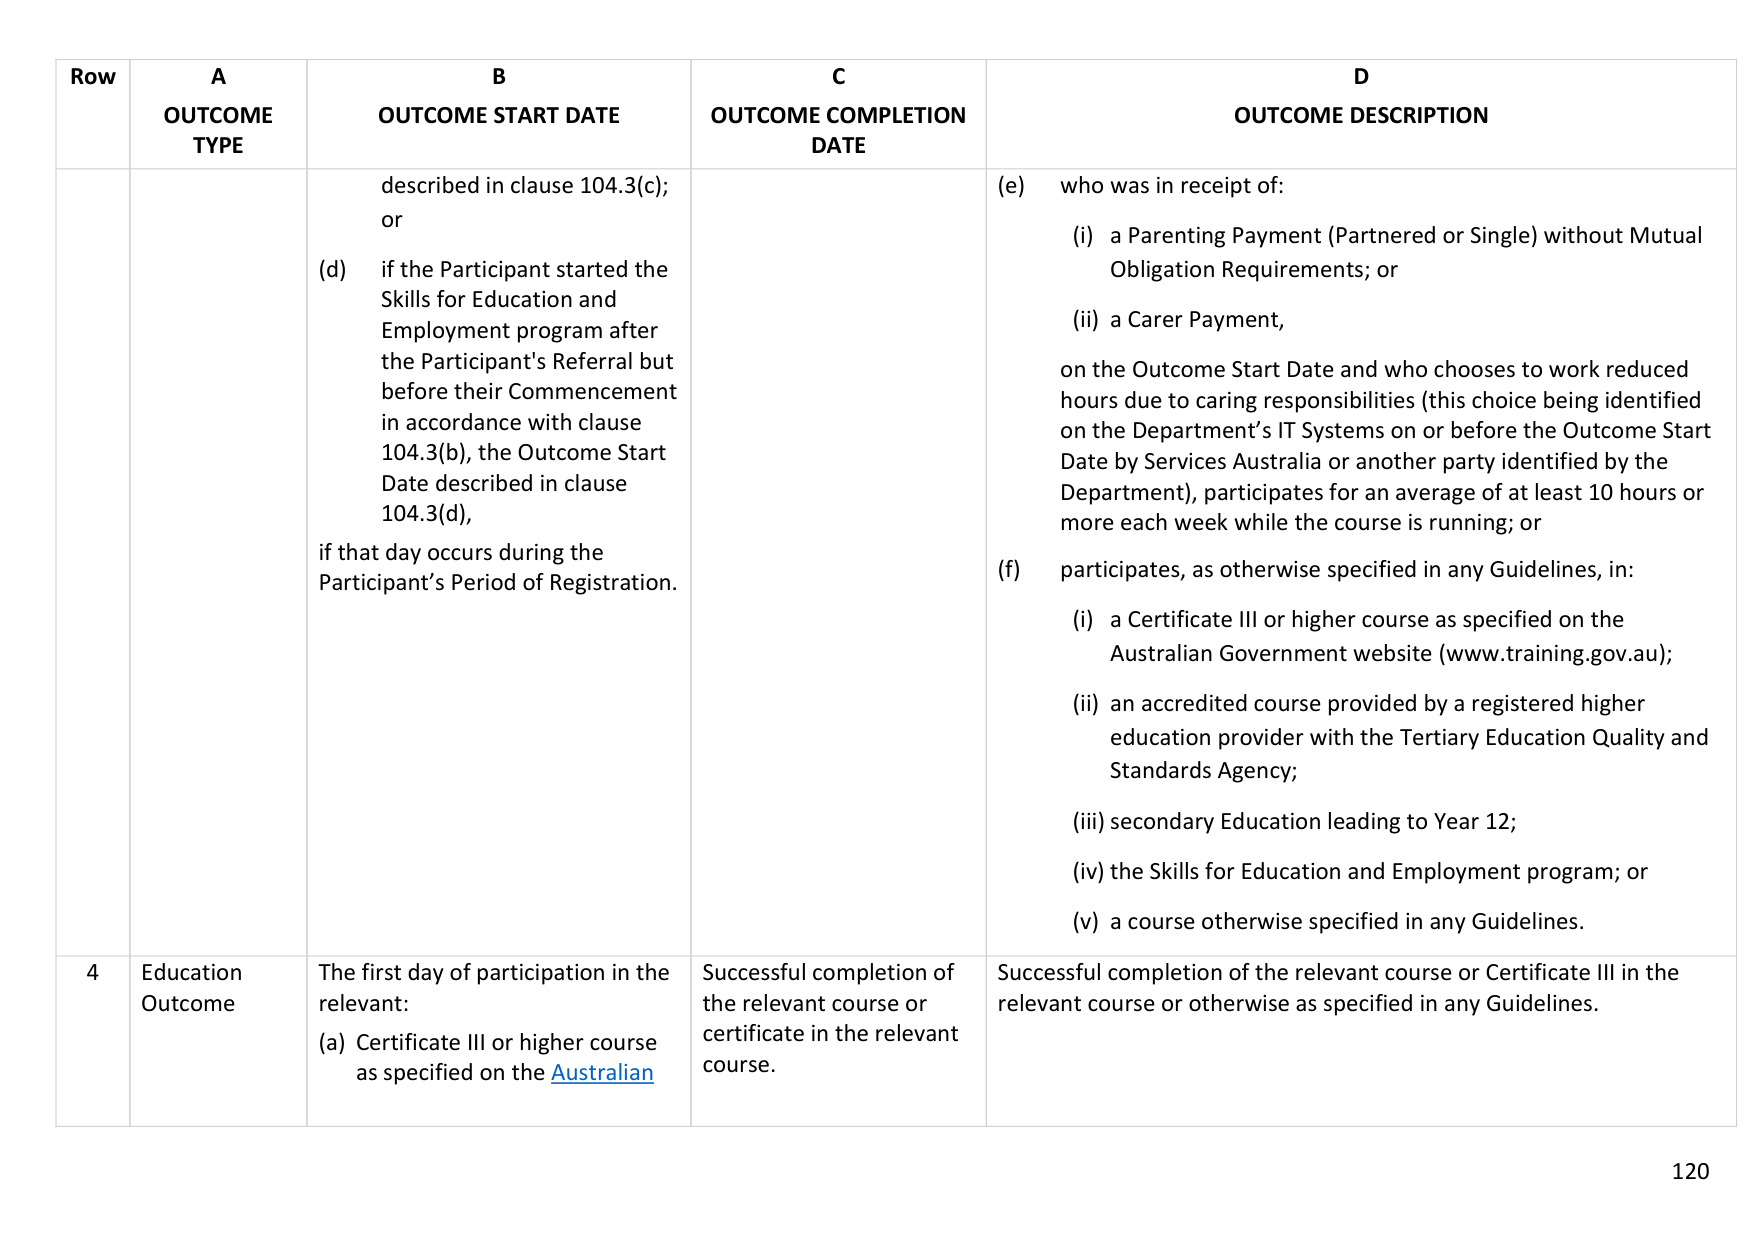 Row
A
OUTCOME
TYPE
B
OUTCOME START DATE
C
OUTCOME COMPLETION
DATE
D
OUTCOME DESCRIPTION
described in clause 104.3(c);
or
(d) if the Participant started the
Skills for Education and
Employment program after
the Participant's Referral but
before their Commencement
in accordance with clause
104.3(b), the Outcome Start
Date described in clause
104.3(d),
if that day occurs during the
Participant’s Period of Registration.
(e) who was in receipt of:
(i) a Parenting Payment (Partnered or Single) without Mutual
Obligation Requirements; or
(ii) a Carer Payment,
on the Outcome Start Date and who chooses to work reduced
hours due to caring responsibilities (this choice being identified
on the Department’s IT Systems on or before the Outcome Start
Date by Services Australia or another party identified by the
Department), participates for an average of at least 10 hours or
more each week while the course is running; or
(f) participates, as otherwise specified in any Guidelines, in:
(i) a Certificate III or higher course as specified on the
Australian Government website (www.training.gov.au);
(ii) an accredited course provided by a registered higher
education provider with the Tertiary Education Quality and
Standards Agency;
(iii) secondary Education leading to Year 12;
(iv) the Skills for Education and Employment program; or
(v) a course otherwise specified in any Guidelines.
4
Education
Outcome
The first day of participation in the
relevant:
(a) Certificate III or higher course
as specified on the Australian
Successful completion of
the relevant course or
certificate in the relevant
course.
Successful completion of the relevant course or Certificate III in the
relevant course or otherwise as specified in any Guidelines.
120